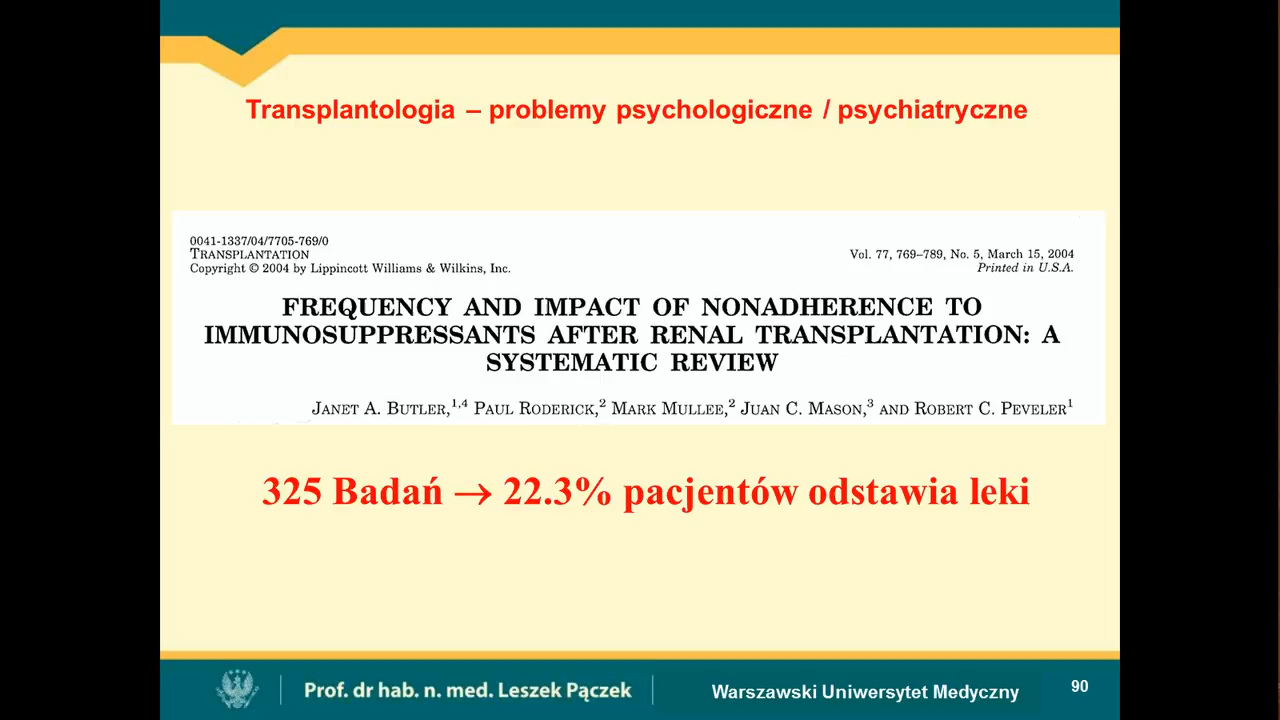 Transplantologia – problemy psychologiczne / psychiatryczne
0041-1337/04/7705-769/0
TRANSPLANTATION
Copyright © 2004 by Lippincott Williams & Wilkins, Inc.
Vol. 77, 769–789, No. 5, March 15, 2004
Printed in U.S.A.
FREQUENCY AND IMPACT OF NONADHERENCE TO
IMMUNOSUPPRESSANTS AFTER RENAL TRANSPLANTATION: A
SYSTEMATIC REVIEW
JANET A. BUTLER,1,4 PAUL RODERICK,2 MARK MULLEE,2 JUAN C. MASON,3 AND ROBERT C. PEVELER1
325 Badań → 22.3% pacjentów odstawia leki
Prof. dr hab. n. med. Leszek Pączek
Warszawski Uniwersytet Medyczny
90